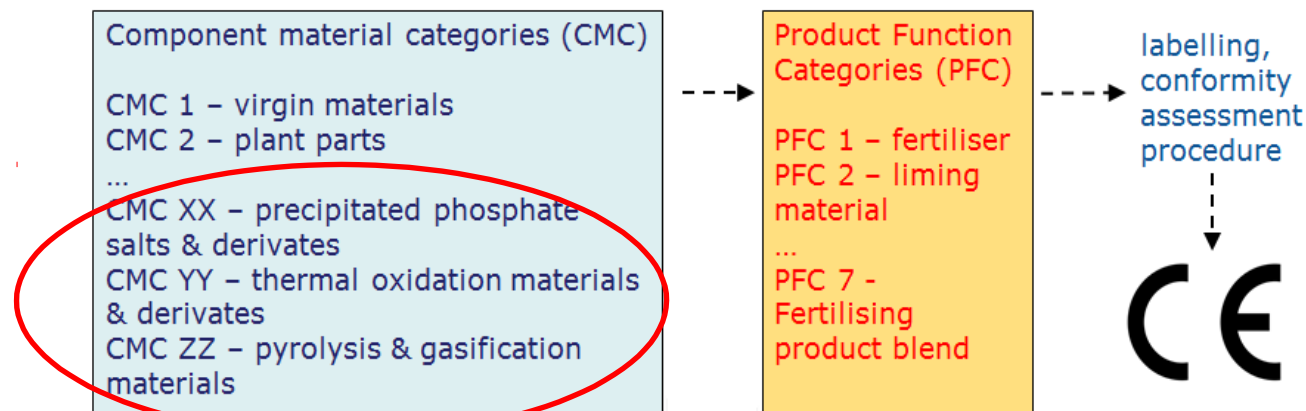 Component material categories (CMC)
CMC 1 – virgin materials
CMC 2 – plant parts
...
CMC XX – precipitated phosphate
salts & derivates
CMC YY – thermal oxidation materials
& derivates
CMC ZZ – pyrolysis & gasification
materials
Product Function
Categories (PFC)
PFC 1 – fertiliser
PFC 2 – liming
material
...
PFC 7 -
Fertilising
product blend
labelling,
conformity
assessment
procedure
CE